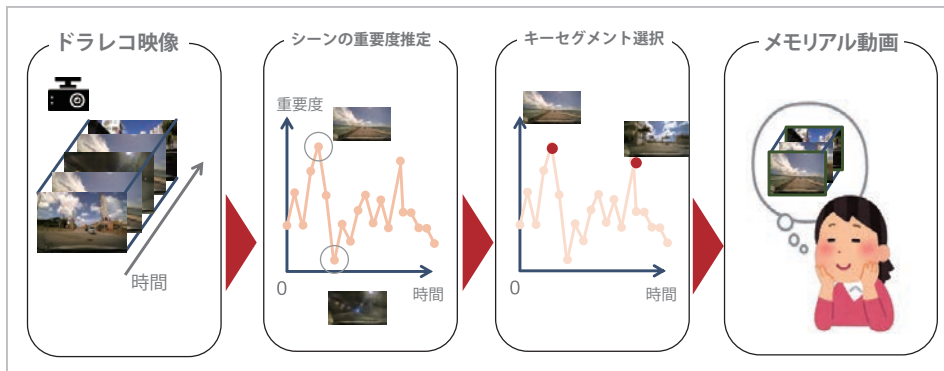 ドラレコ映像
シーンの重要度推定
キーセグメント選択
メモリアル動画
時間
重要度
0
時間
0
時間